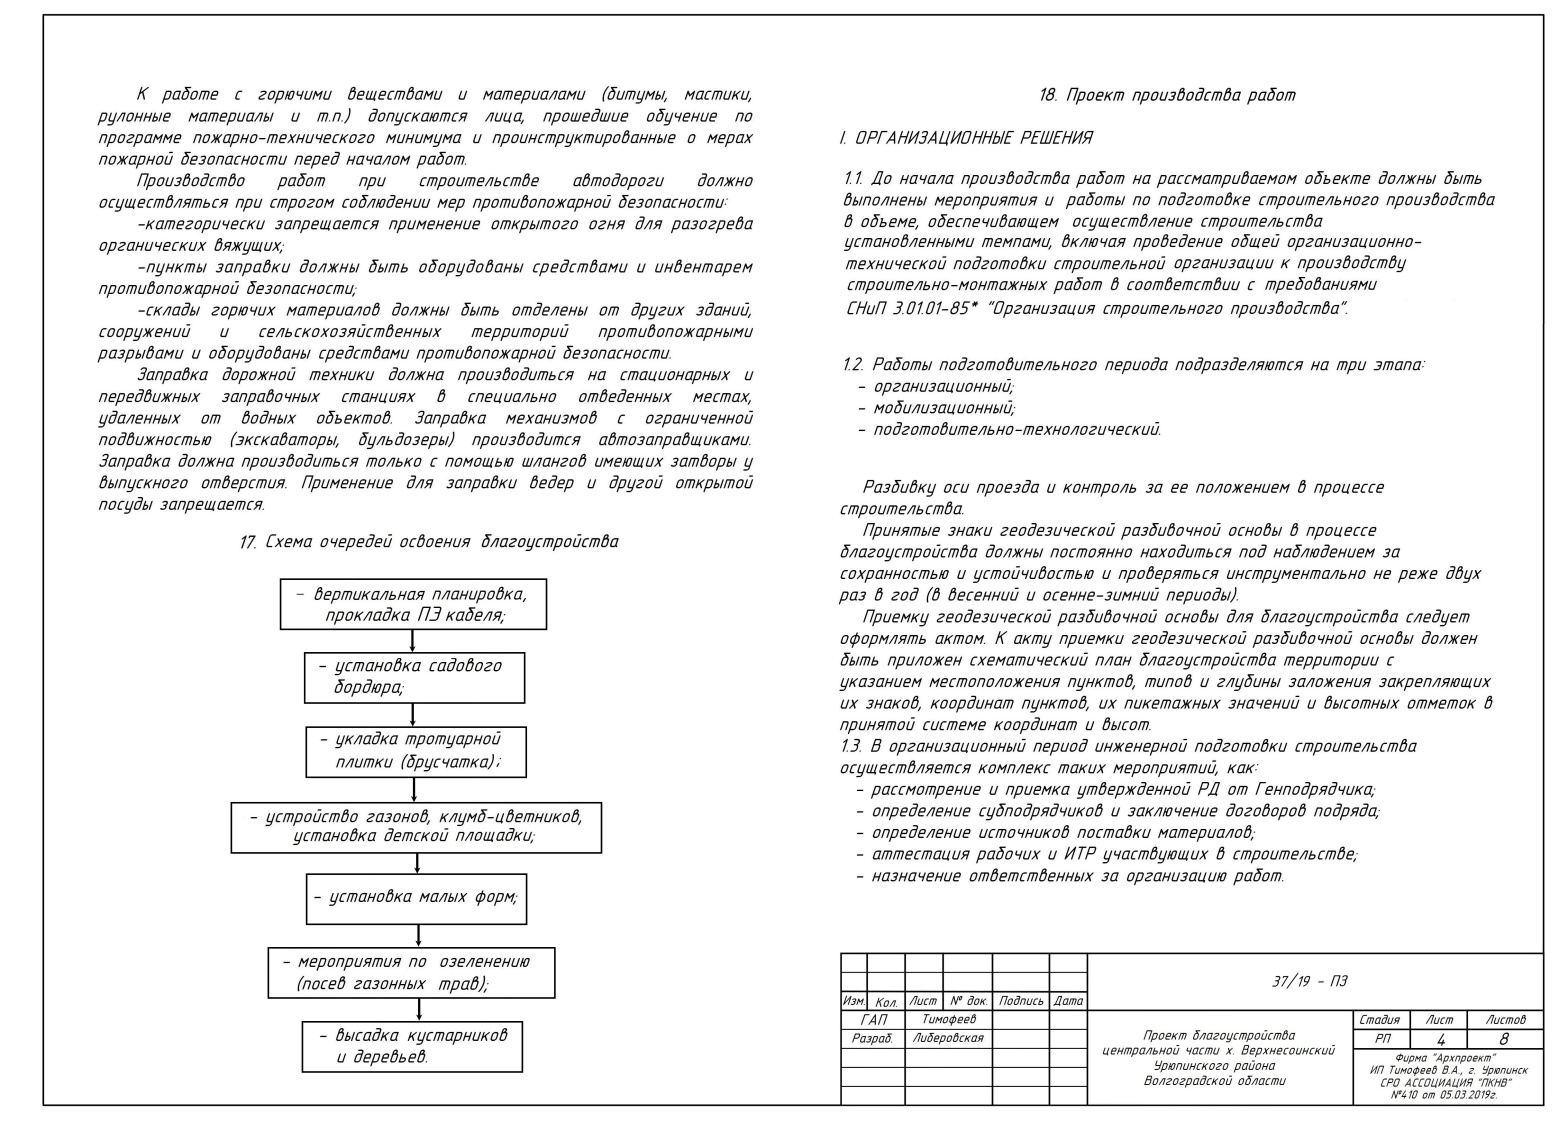 К работе с горючими веществами и материалами (битумы, мастики,
рулонные материалы и т.п.) допускаются лица, прошедшие обучение по
программе пожарно-технического минимума и проинструктированные о мерах
пожарной безопасности перед началом работ.
Производство работ при строительстве автодороги должно
осуществляться при строгом соблюдении мер противопожарной безопасности:
-категорически запрещается применение открытого огня для разогрева
органических вяжущих;
-пункты заправки должны быть оборудованы средствами и инвентарем
противопожарной безопасности;
-склады горючих материалов должны быть отделены от других зданий,
сооружений и сельскохозяйственных территорий противопожарными
разрывами и оборудованы средствами противопожарной безопасности.
Заправка дорожной техники должна производиться на стационарных и
передвижных заправочных станциях в специально отведенных местах,
удаленных от водных объектов. Заправка механизмов с ограниченной
подвижностью (экскаваторы, бульдозеры) производится автозаправщиками.
Заправка должна производиться только с помощью шлангов имеющих затворы у
выпускного отверстия. Применение для заправки ведер и другой открытой
посуды запрещается.
17. Схема очередей освоения благоустройства
- вертикальная планировка,
прокладка ПЭ кабеля;
- установка садового
бордюра;
- укладка тротуарной
плитки (брусчатка);
- устройство газонов, клумб-цветников,
установка детской площадки;
- установка малых форм;
- мероприятия по озеленению
(посев газонных трав);
- высадка кустарников
и деревьев.
18. Проект производства работ
I. ОРГАНИЗАЦИОННЫЕ РЕШЕНИЯ
1.1. До начала производства работ на рассматриваемом объекте должны быть
выполнены мероприятия и работы по подготовке строительного производства
в объеме, обеспечивающем осуществление строительства
установленными темпами, включая проведение общей организационно-
технической подготовки строительной организации к производству
строительно-монтажных работ в соответствии с требованиями
СНиП 3.01.01-85* "Организация строительного производства".
1.2. Работы подготовительного периода подразделяются на три этапа:
- организационный;
- мобилизационный;
- подготовительно-технологический.
Разбивку оси проезда и контроль за ее положением в процессе
строительства.
Принятые знаки геодезической разбивочной основы в процессе
благоустройства должны постоянно находиться под наблюдением за
сохранностью и устойчивостью и проверяться инструментально не реже двух
раз в год (в весенний и осенне-зимний периоды).
Приемку геодезической разбивочной основы для благоустройства следует
оформлять актом. К акту приемки геодезической разбивочной основы должен
быть приложен схематический план благоустройства территории с
указанием местоположения пунктов, типов и глубины заложения закрепляющих
их знаков, координат пунктов, их пикетажных значений и высотных отметок в
принятой системе координат и высот.
1.3. В организационный период инженерной подготовки строительства
осуществляется комплекс таких мероприятий, как:
- рассмотрение и приемка утвержденной РД от Генподрядчика;
- определение субподрядчиков и заключение договоров подряда;
- определение источников поставки материалов;
- аттестация рабочих и ИТР участвующих в строительстве;
- назначение ответственных за организацию работ.
37/19 - ПЗ
Изм. Кол. Лист № док. Подпись Дата
ГАП Тимофеев
Разраб. Либеровская
Проект благоустройства
центральной части х. Верхнесоинский
Урюпинского района
Волгоградской области
Стадия Лист Листов
РП 4 8
Фирма "Архпроект"
ИП Тимофеев В.А., г. Урюпинск
СРО АССОЦИАЦИЯ "ПКНВ"
№410 от 05.03.2019г.